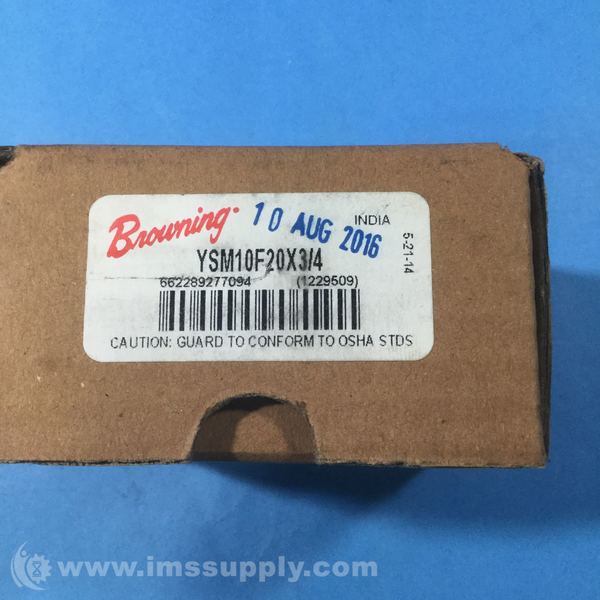 Browning.
10 AUG 2016
INDIA
5-21-14
YSM10F20X3/4
662289277094 (1229509)
CAUTION: GUARD TO CONFORM TO OSHA STDS
www.imssupply.com